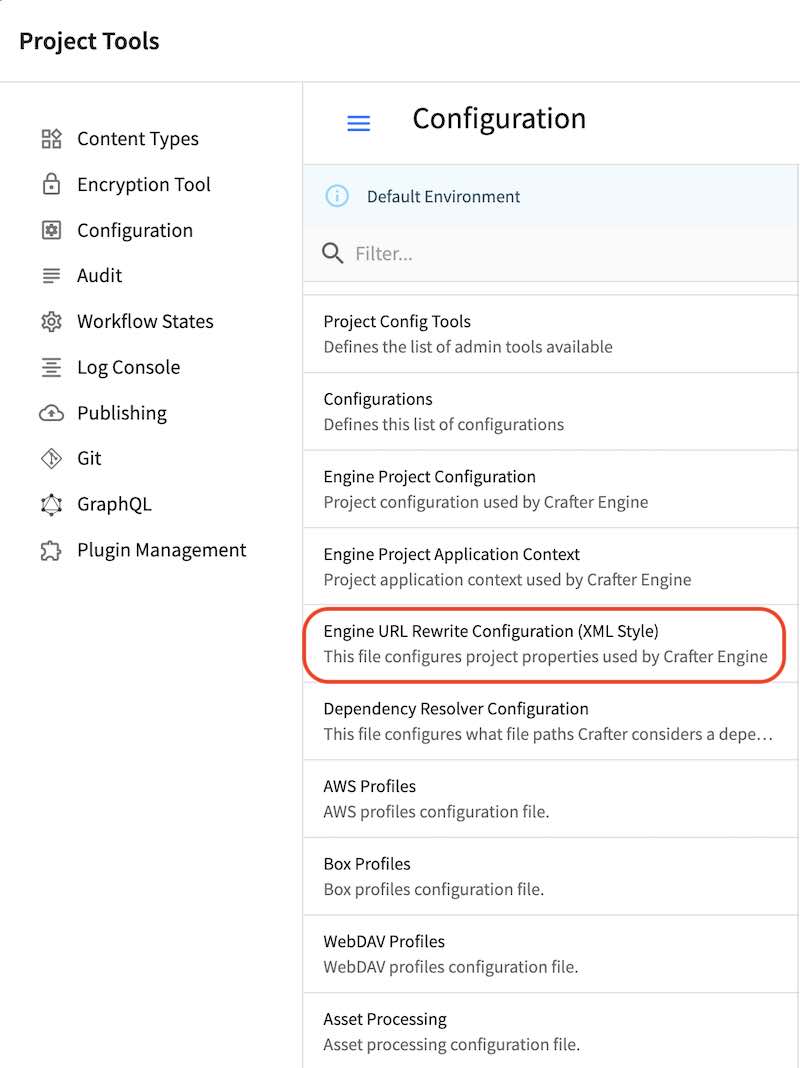 Project Tools
Content Types
Encryption Tool
Configuration
Audit
Workflow States
Log Console
Publishing
Git
GraphQL
Plugin Management
Configuration
Default Environment
Filter...
Project Config Tools
Defines the list of admin tools available
Configurations
Defines this list of configurations
Engine Project Configuration
Project configuration used by Crafter Engine
Engine Project Application Context
Project application context used by Crafter Engine
Engine URL Rewrite Configuration (XML Style)
This file configures project properties used by Crafter Engine
Dependency Resolver Configuration
This file configures what file paths Crafter considers a depe…
AWS Profiles
AWS profiles configuration file.
Box Profiles
Box profiles configuration file.
WebDAV Profiles
WebDAV profiles configuration file.
Asset Processing
Asset processing configuration file.